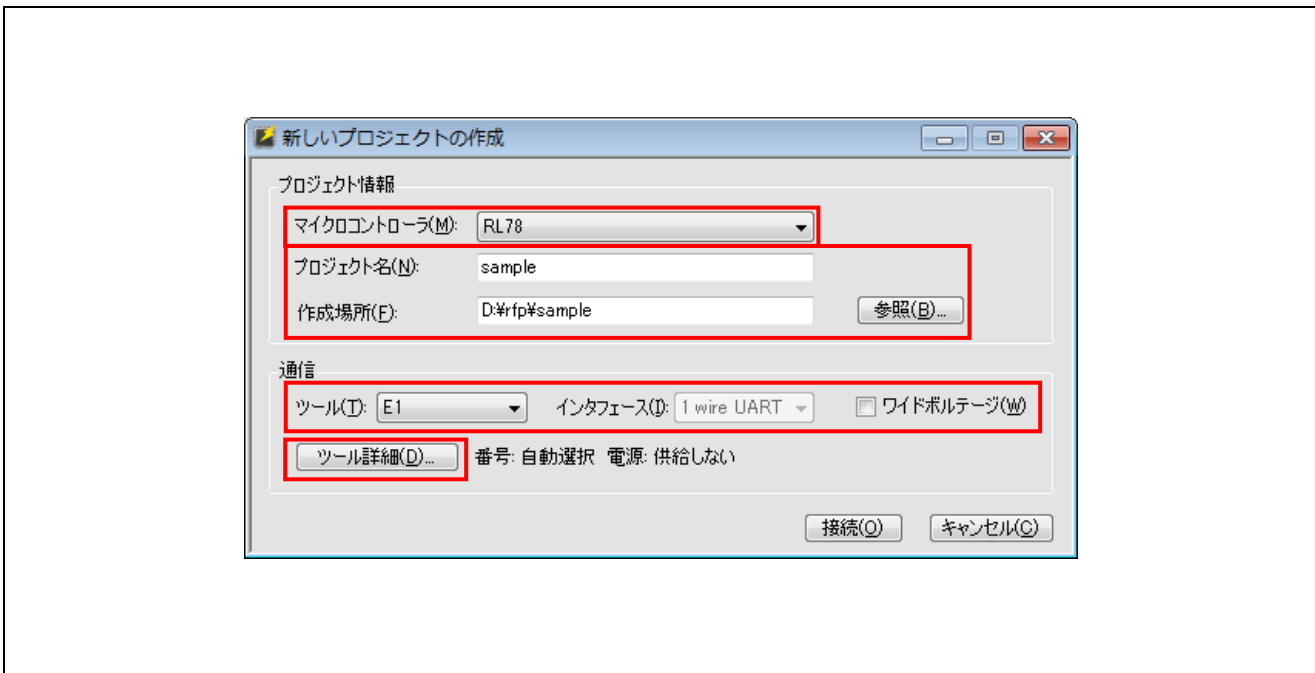 新しいプロジェクトの作成
プロジェクト情報
マイクロコントローラ(M): RL78
プロジェクト名(N): sample
作成場所(F): D:¥rfp¥sample 参照(B)...
通信
ツール(T): E1 インタフェース(I): 1 wire UART ワイドボルテージ(W)
ツール詳細(D)... 番号: 自動選択 電源: 供給しない
接続(O) キャンセル(C)